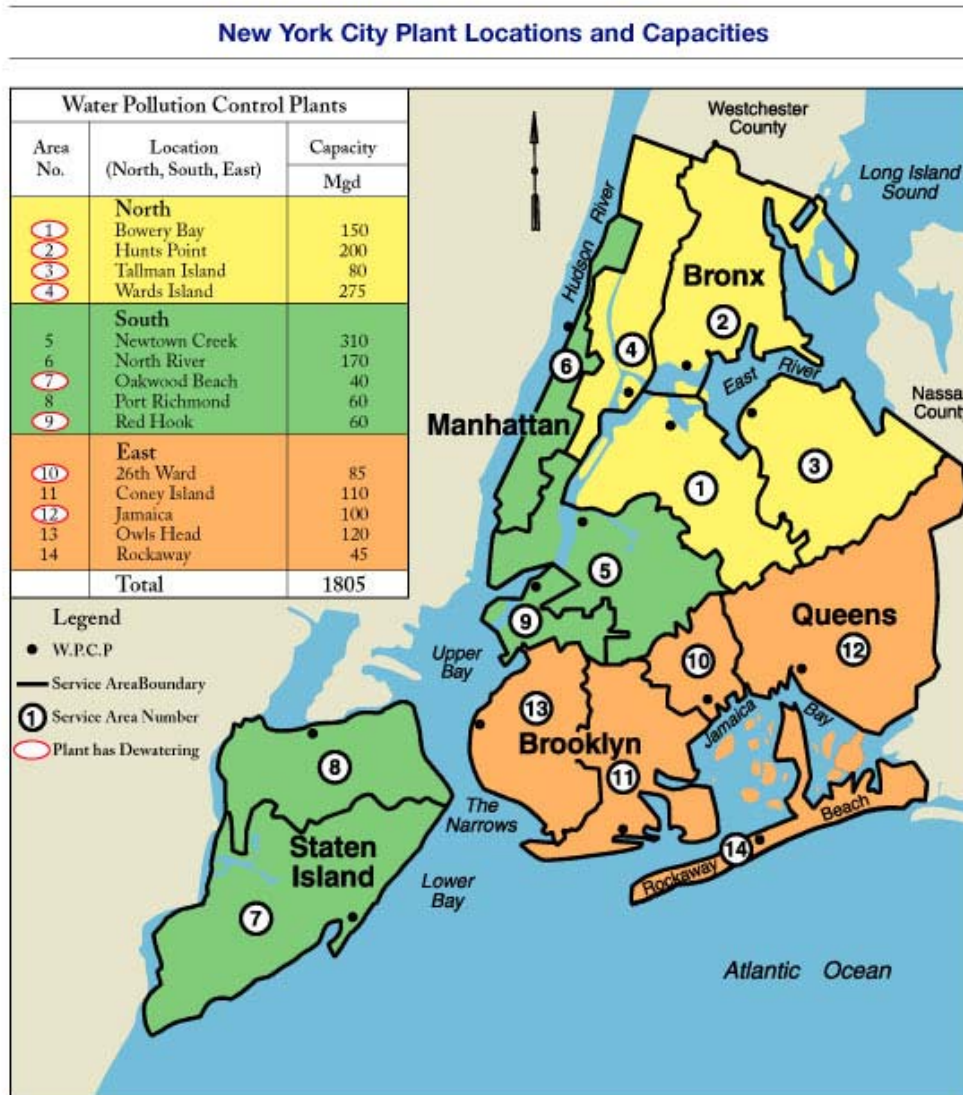 New York City Plant Locations and Capacities
Water Pollution Control Plants
Area No. Location (North, South, East) Capacity
Mgd
North
1 Bowery Bay 150
2 Hunts Point 200
3 Tallman Island 80
4 Wards Island 275
South
5 Newtown Creek 310
6 North River 170
7 Oakwood Beach 40
8 Port Richmond 60
9 Red Hook 60
East
10 26th Ward 85
11 Coney Island 110
12 Jamaica 100
13 Owls Head 120
14 Rockaway 45
Total 1805
Legend
W.P.C.P
Service AreaBoundary
1 Service Area Number
Plant has Dewatering
Westchester
County
Long Island
Sound
Hudson River
Bronx
2
4
6
East River
Nassa
County
Manhattan
3
1
5
9
Queens
12
10
Upper
Bay
Jamaica Bay
13
Brooklyn
11
8
The
Narrows
Rockaway Beach
14
Staten
Island
7
Lower
Bay
Atlantic Ocean